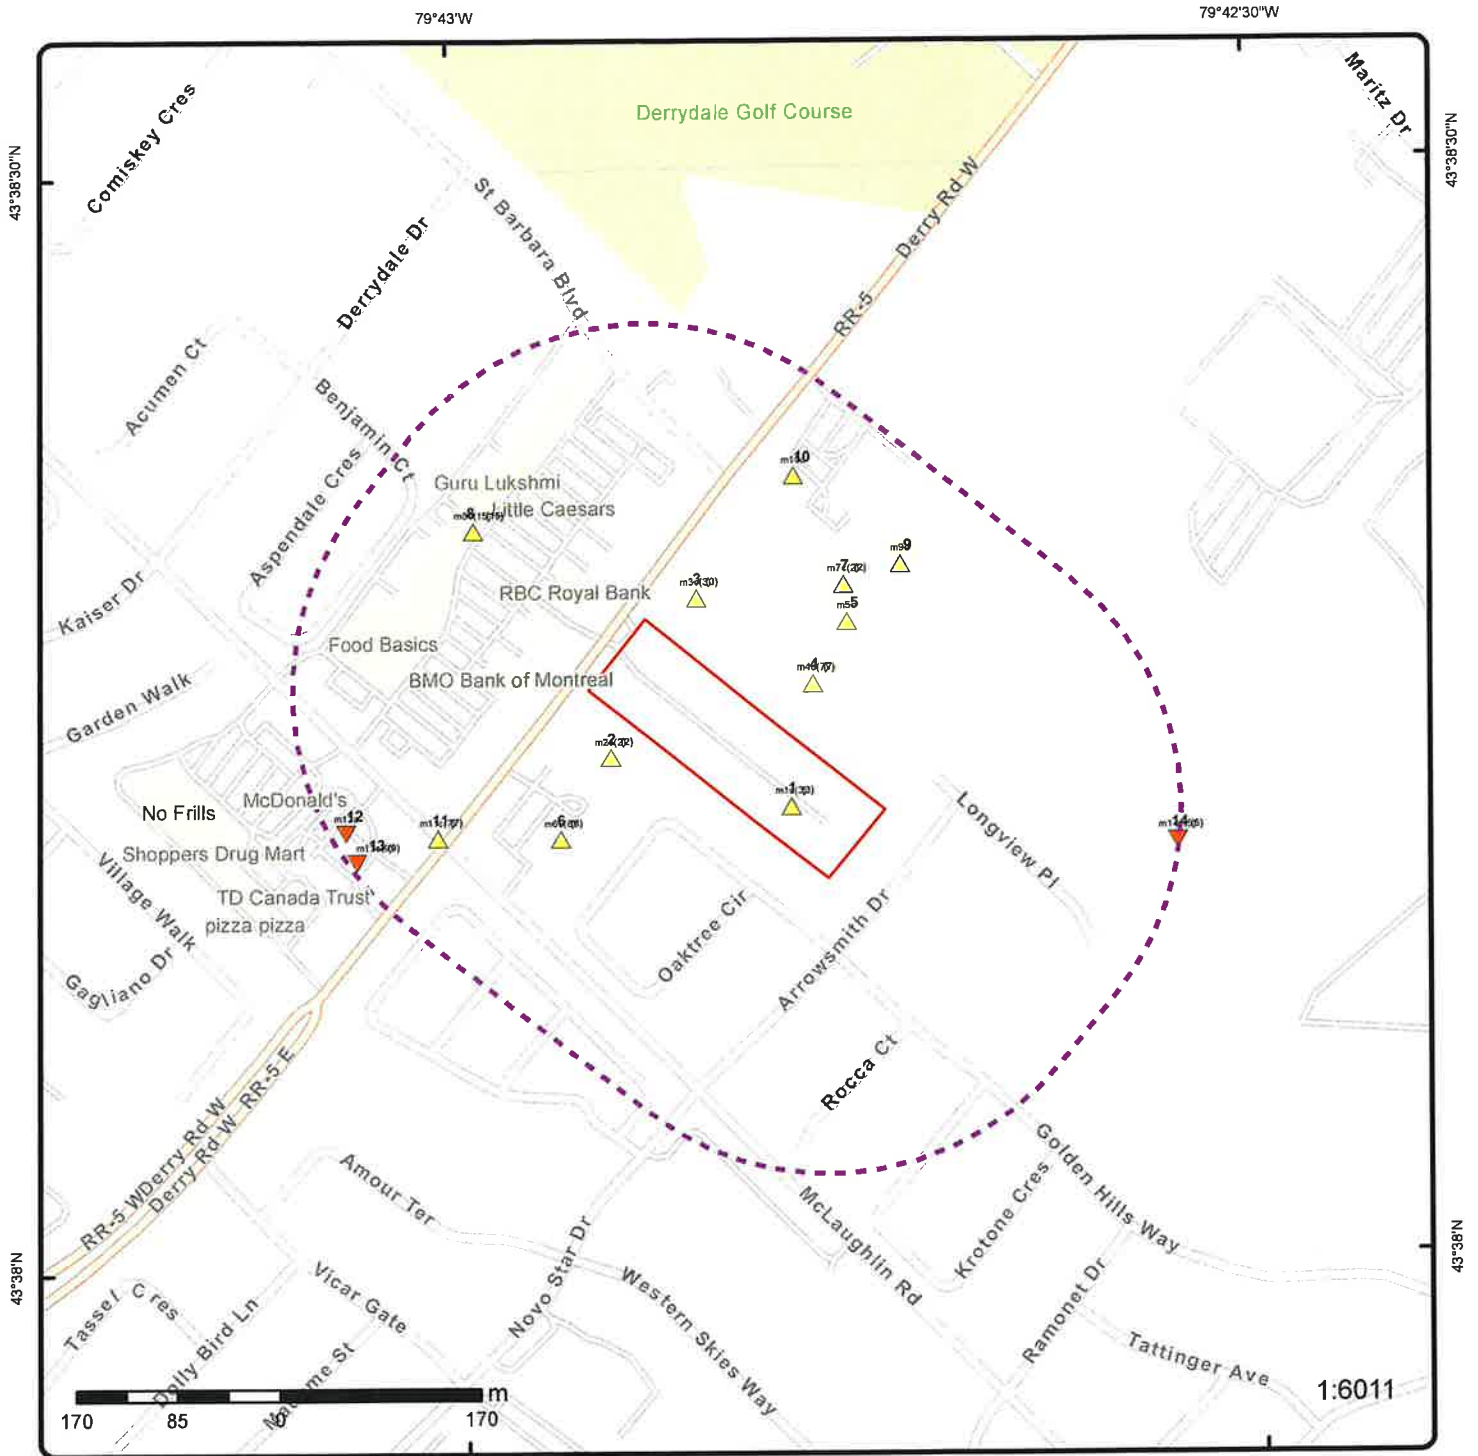 79°43'W
79°42'30"W
43°38'30"N
43°38'30"N
Maritz Dr
Comiskey Cres
Derrydale Golf Course
St Barbara Blvd
Derry Rd W
Derrydale Dr
RR-5
Acumen Ct
Benjamin Ct
Aspendale Cres
10
Guru Lukshmi
8
Little Caesars
9
7
3
RBC Royal Bank
5
Kaiser Dr
Food Basics
4
BMO Bank of Montreal
Garden Walk
2
1
Longview Pl
McDonald's
No Frills
12
11
6
14
13
Shoppers Drug Mart
Village Walk
TD Canada Trust
pizza pizza
Oaktree Cir
Arrowsmith Dr
Gagliano Dr
Rocca Ct
RR-5 E
Derry Rd W
RR-5 W
Derry Rd W
Amour Ter
Golden Hills Way
Krotone Cres
McLaughlin Rd
Novo Star Dr
43°38'N
43°38'N
Vicar Gate
Western Skies Way
Ramonet Dr
Tassel Cres
Dolly Bird Ln
Tattinger Ave
m
1:6011
170 85 0 170